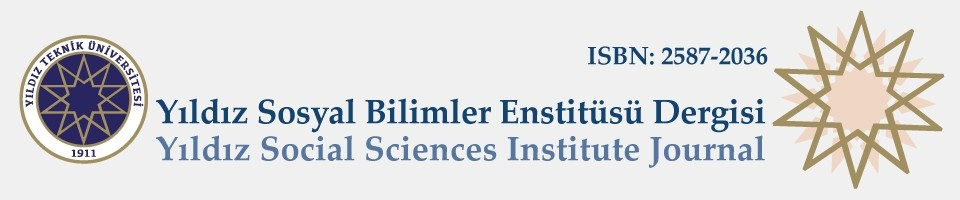 YILDIZ TEKNİK ÜNİVERSİTESİ
1911
ISBN: 2587-2036
Yıldız Sosyal Bilimler Enstitüsü Dergisi
Yıldız Social Sciences Institute Journal